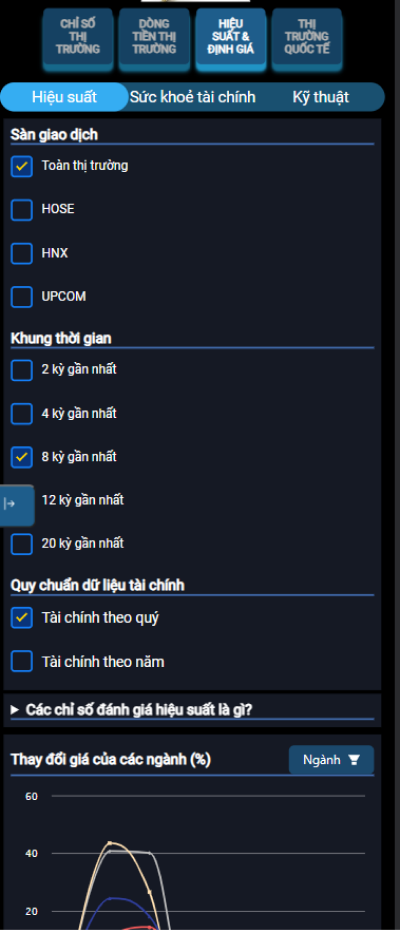 CHỈ SỐ
THỊ
TRƯỜNG
DÒNG
TIỀN THỊ
TRƯỜNG
HIỆU
SUẤT &
ĐỊNH GIÁ
THỊ
TRƯỜNG
QUỐC TẾ
Hiệu suất
Sức khoẻ tài chính
Kỹ thuật
Sàn giao dịch
Toàn thị trường
HOSE
HNX
UPCOM
Khung thời gian
2 kỳ gần nhất
4 kỳ gần nhất
8 kỳ gần nhất
12 kỳ gần nhất
20 kỳ gần nhất
Quy chuẩn dữ liệu tài chính
Tài chính theo quý
Tài chính theo năm
Các chỉ số đánh giá hiệu suất là gì?
Thay đổi giá của các ngành (%)
Ngành
60
40
20